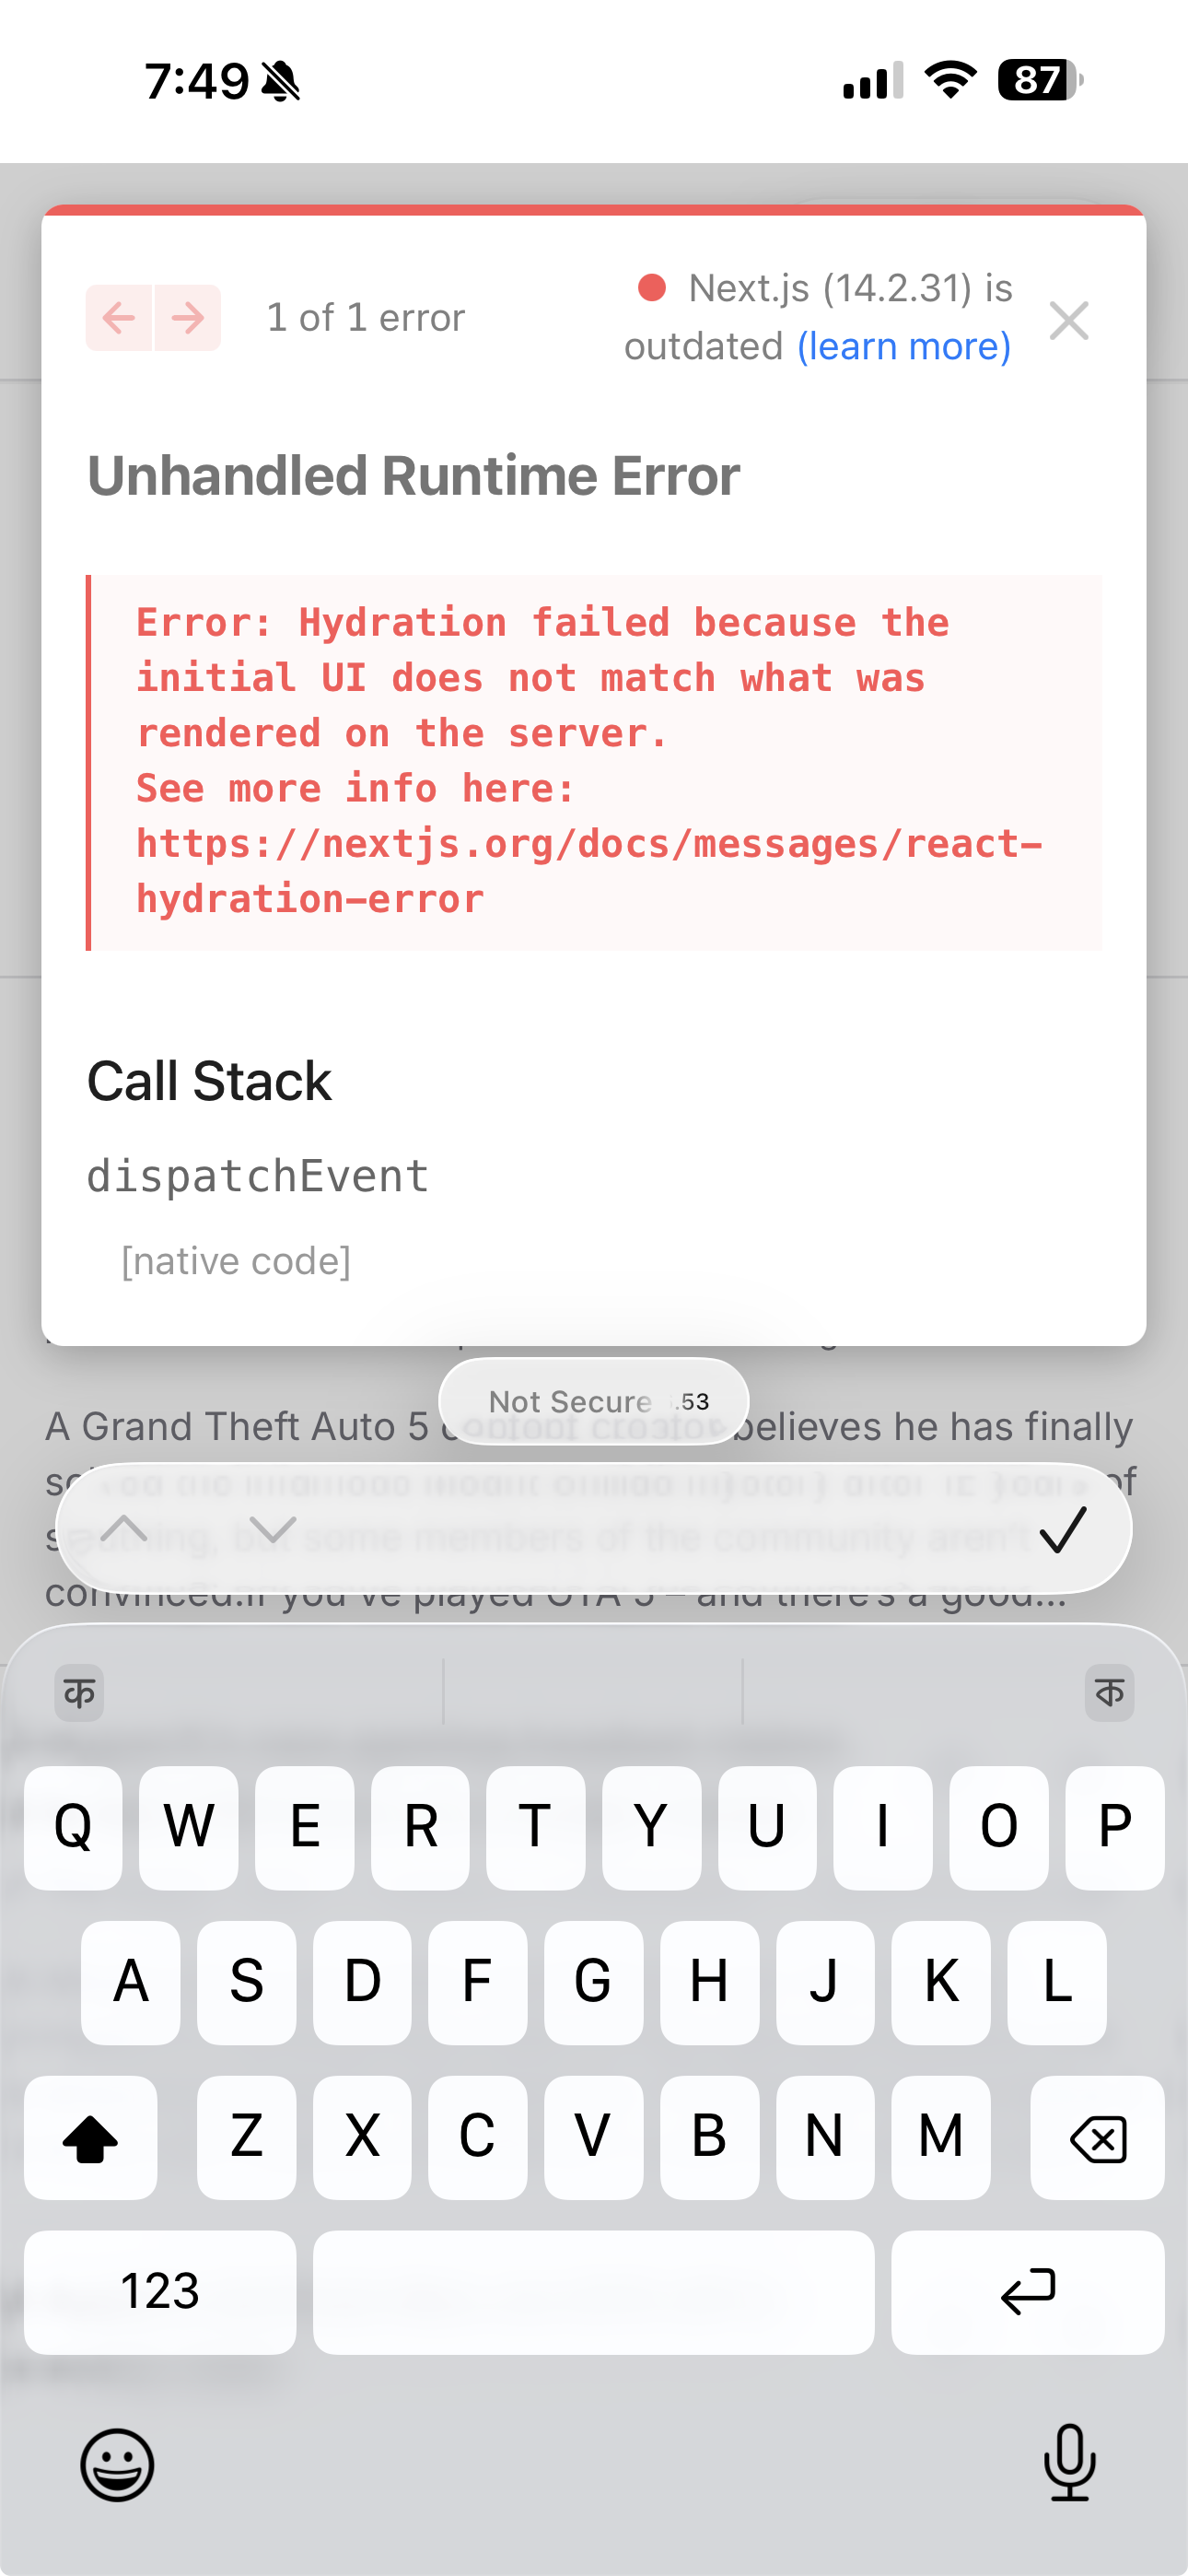 7:49
87
1 of 1 error
Next.js (14.2.31) is
outdated (learn more)
Unhandled Runtime Error
Error: Hydration failed because the
initial UI does not match what was
rendered on the server.
See more info here:
https://nextjs.org/docs/messages/react-
hydration-error
Call Stack
dispatchEvent
[native code]
Not Secure .53
A Grand Theft Auto 5 content creator believes he has finally
of
but some members of the community aren't
convinced.If you've played GTA 5 – and there's a good...
क क
Q W E R T Y U I O P
A S D F G H J K L
Z X C V B N M
123